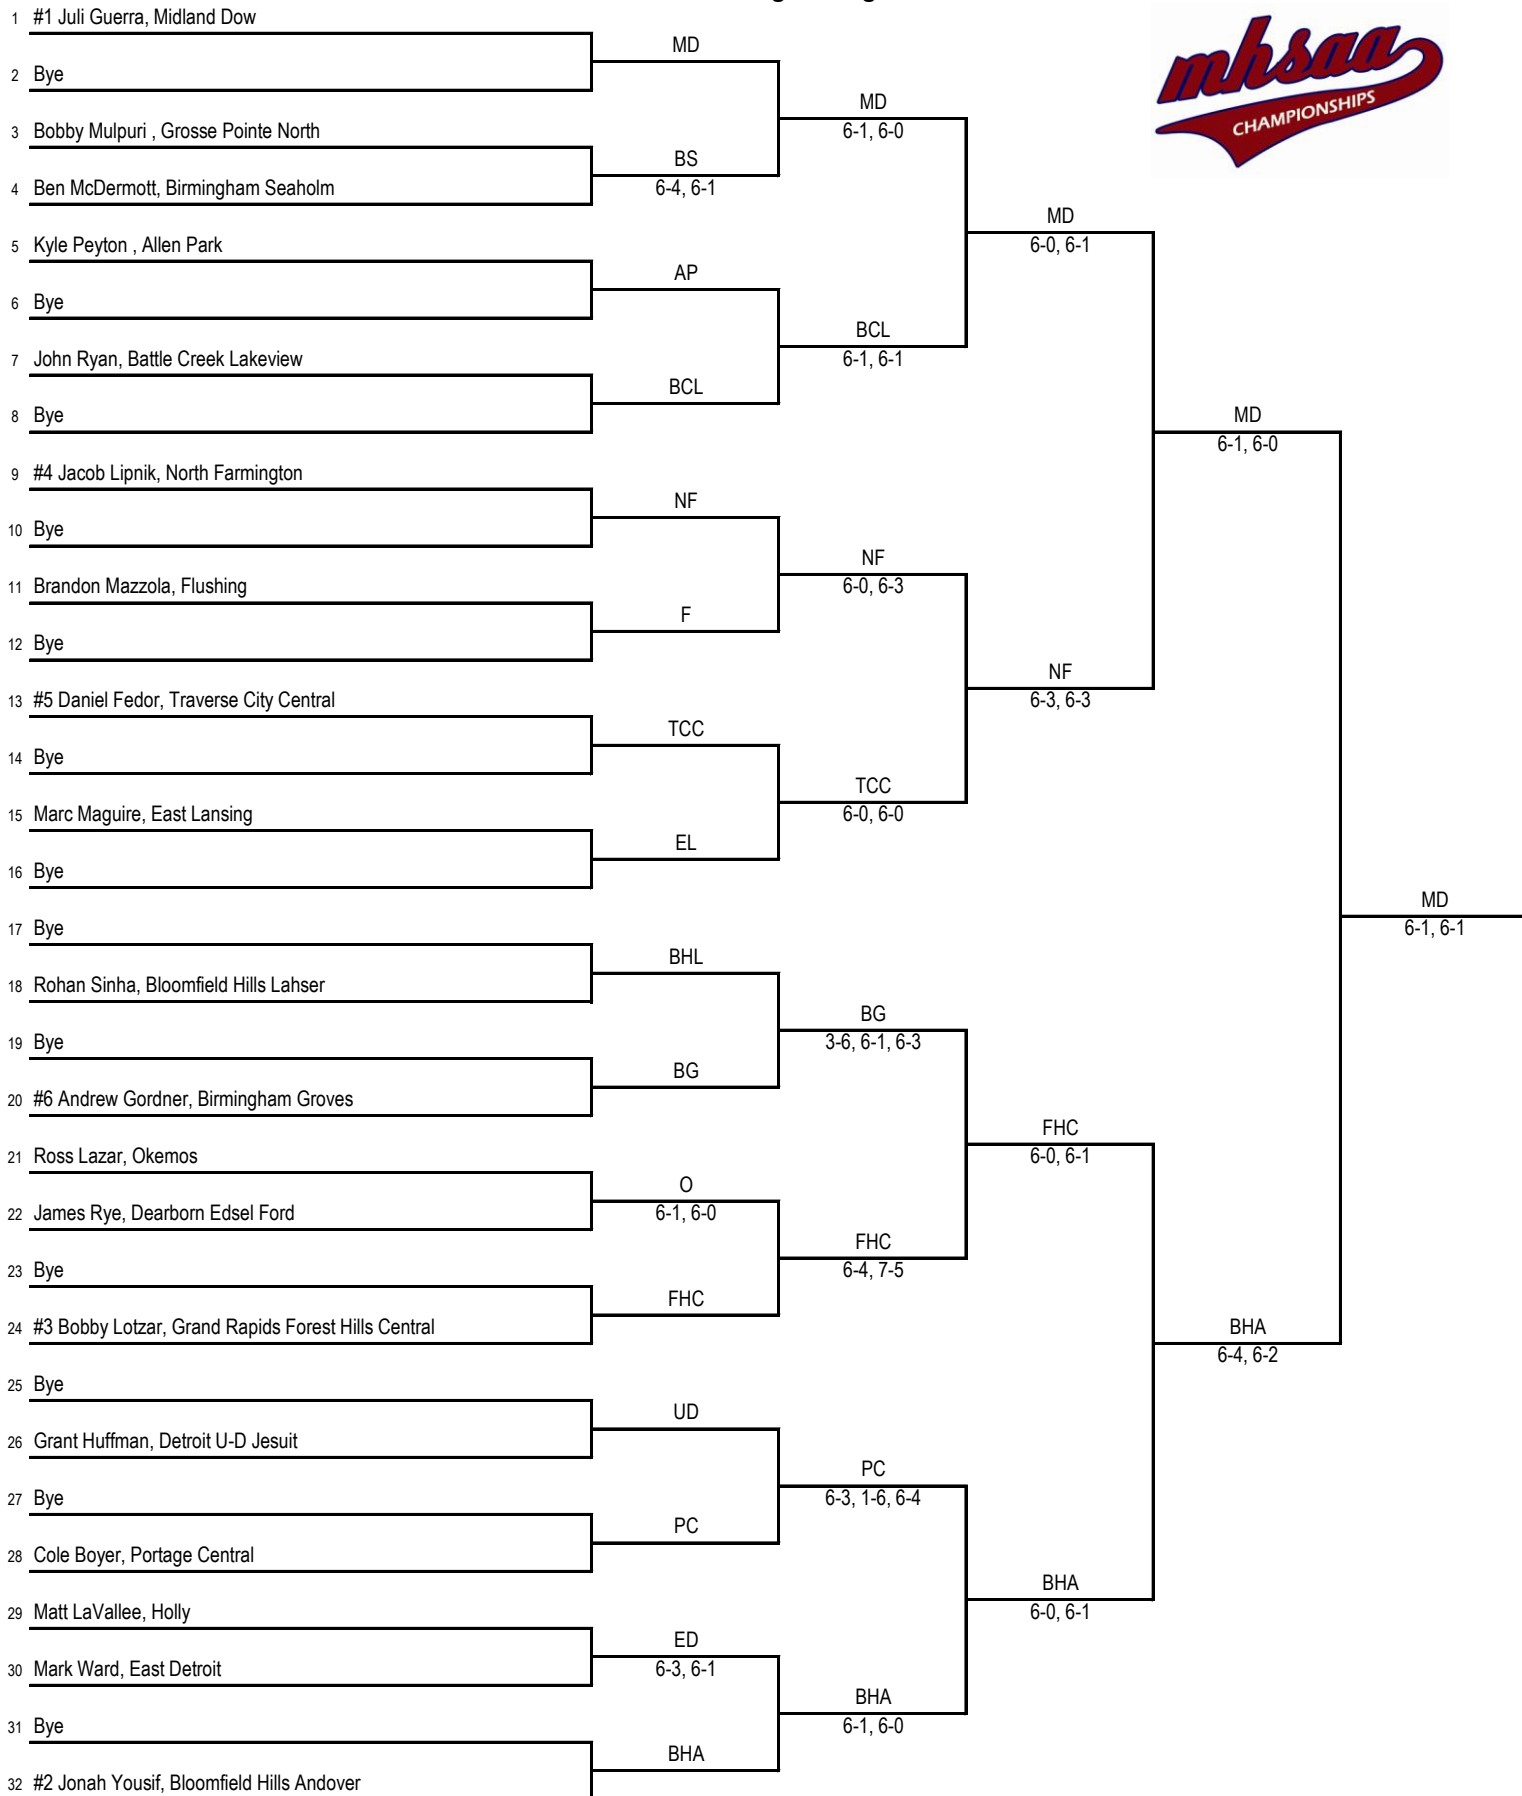 1 #1 Juli Guerra, Midland Dow
2 Bye
3 Bobby Mulpuri , Grosse Pointe North
4 Ben McDermott, Birmingham Seaholm
5 Kyle Peyton , Allen Park
6 Bye
7 John Ryan, Battle Creek Lakeview
8 Bye
9 #4 Jacob Lipnik, North Farmington
10 Bye
11 Brandon Mazzola, Flushing
12 Bye
13 #5 Daniel Fedor, Traverse City Central
14 Bye
15 Marc Maguire, East Lansing
16 Bye
17 Bye
18 Rohan Sinha, Bloomfield Hills Lahser
19 Bye
20 #6 Andrew Gordner, Birmingham Groves
21 Ross Lazar, Okemos
22 James Rye, Dearborn Edsel Ford
23 Bye
24 #3 Bobby Lotzar, Grand Rapids Forest Hills Central
25 Bye
26 Grant Huffman, Detroit U-D Jesuit
27 Bye
28 Cole Boyer, Portage Central
29 Matt LaVallee, Holly
30 Mark Ward, East Detroit
31 Bye
32 #2 Jonah Yousif, Bloomfield Hills Andover
MD
BS
6-4, 6-1
AP
BCL
NF
F
TCC
EL
BHL
BG
O
6-1, 6-0
FHC
UD
PC
ED
6-3, 6-1
BHA
MD
6-1, 6-0
BCL
6-1, 6-1
NF
6-0, 6-3
TCC
6-0, 6-0
BG
3-6, 6-1, 6-3
FHC
6-4, 7-5
PC
6-3, 1-6, 6-4
BHA
6-1, 6-0
MD
6-0, 6-1
NF
6-3, 6-3
FHC
6-0, 6-1
BHA
6-0, 6-1
MD
6-1, 6-0
BHA
6-4, 6-2
MD
6-1, 6-1
mhsaa
CHAMPIONSHIPS